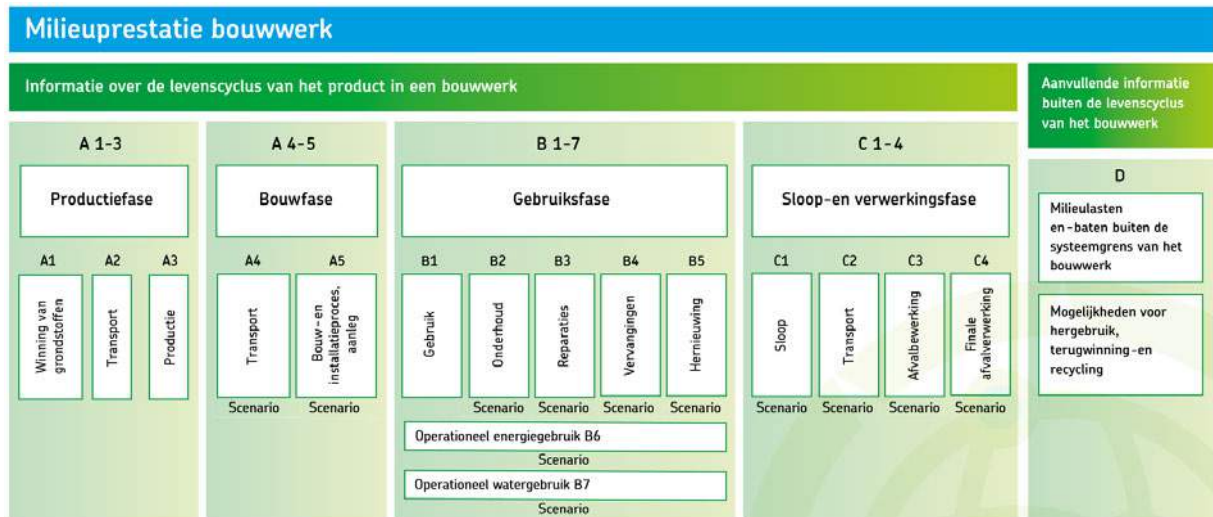 Milieuprestatie bouwwerk
Informatie over de levenscyclus van het product in een bouwwerk
Aanvullende informatie
buiten de levenscyclus
van het bouwwerk
A 1-3
Productiefase
A1
A2
A3
Winning van
grondstoffen
Transport
Productie
A 4-5
Bouwfase
A4
A5
Transport
Bouw- en
installatieproces,
aanleg
Scenario
Scenario
B 1-7
Gebruiksfase
B1
B2
B3
B4
B5
Gebruik
Onderhoud
Reparaties
Vervangingen
Hernieuwing
Scenario
Scenario
Scenario
Scenario
Operationeel energiegebruik B6
Scenario
Operationeel watergebruik B7
Scenario
C 1-4
Sloop-en verwerkingsfase
C1
C2
C3
C4
Sloop
Transport
Afvalbewerking
Finale
afvalverwerking
Scenario
Scenario
Scenario
Scenario
D
Milieulasten
en-baten buiten de
systeemgrens van het
bouwwerk
Mogelijkheden voor
hergebruik,
terugwinning-en
recycling